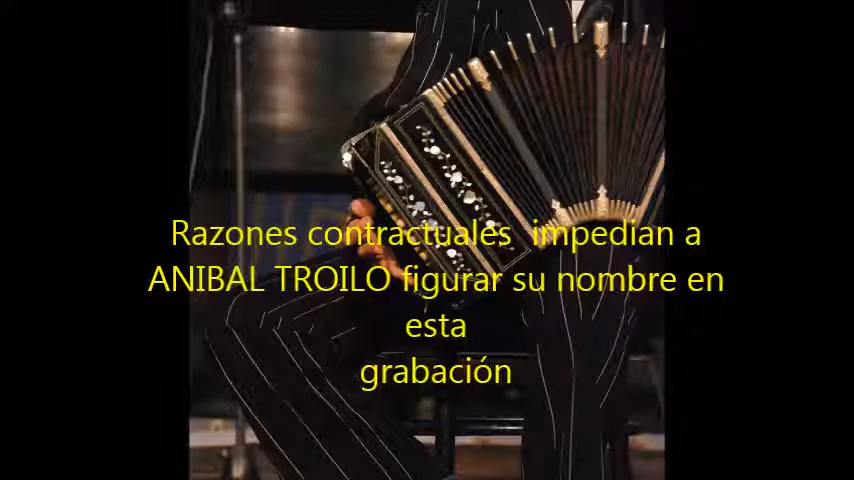 Razones contractuales  impedian a
ANIBAL TROILO figurar su nombre en
esta
grabación